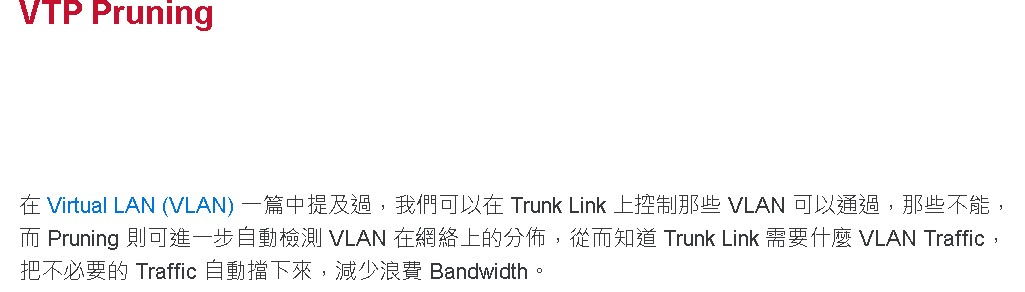 VTP Pruning
在 Virtual LAN (VLAN) 一篇中提及過，我們可以在 Trunk Link 上控制那些 VLAN 可以通過，那些不能，
而 Pruning 則可進一步自動檢測 VLAN 在網絡上的分佈，從而知道 Trunk Link 需要什麼 VLAN Traffic，
把不必要的 Traffic 自動擋下來，減少浪費 Bandwidth。